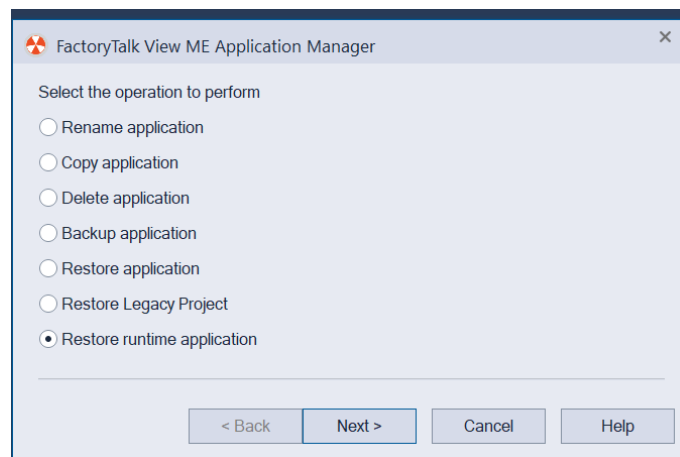 FactoryTalk View ME Application Manager
Select the operation to perform
Rename application
Copy application
Delete application
Backup application
Restore application
Restore Legacy Project
Restore runtime application
< Back Next > Cancel Help